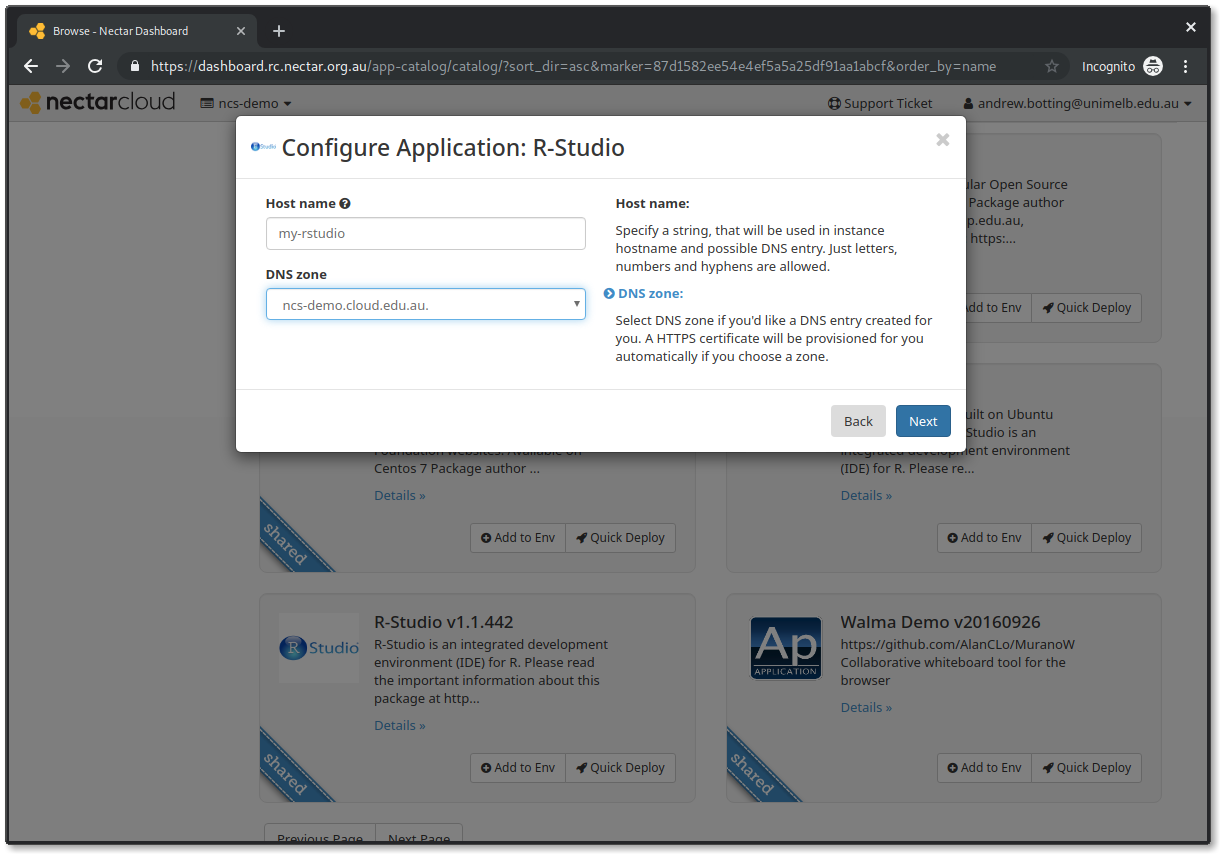 Browse - Nectar Dashboard
https://dashboard.rc.nectar.org.au/app-catalog/catalog/?sort_dir=asc&marker=87d1582ee54e4ef5a5a25df91aa1abcf&order_by=name
Incognito
nectarcloud
ncs-demo
Support Ticket
andrew.botting@unimelb.edu.au
R Studio
Configure Application: R-Studio
Host name
my-rstudio
DNS zone
ncs-demo.cloud.edu.au.
Host name:
Specify a string, that will be used in instance
hostname and possible DNS entry. Just letters,
numbers and hyphens are allowed.
DNS zone:
Select DNS zone if you'd like a DNS entry created for
you. A HTTPS certificate will be provisioned for you
automatically if you choose a zone.
Back
Next
ular Open Source
Package author
p.edu.au,
https:...
dd to Env
Quick Deploy
Foundation websites. Available on
Centos 7 Package author ...
Details »
shared
Add to Env
Quick Deploy
uilt on Ubuntu
Studio is an
integrated development environment
(IDE) for R. Please re...
Details »
Add to Env
Quick Deploy
R Studio
R-Studio v1.1.442
R-Studio is an integrated development
environment (IDE) for R. Please read
the important information about this
package at http...
Details »
shared
Add to Env
Quick Deploy
Ap
APPLICATION
Walma Demo v20160926
https://github.com/AlanCLo/MuranoW
Collaborative whiteboard tool for the
browser
Details »
shared
Add to Env
Quick Deploy
Previous Page
Next Page